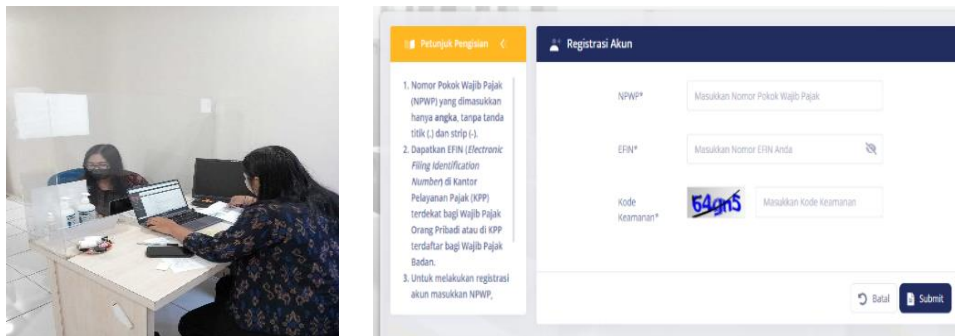 Petunjuk Pengisian
1. Nomor Pokok Wajib Pajak
(NPWP) yang dimasukkan
hanya angka, tanpa tanda
titik (.) dan strip (-).
2. Dapatkan EFIN (Electronic
Filing Identification
Number) di Kantor
Pelayanan Pajak (KPP)
terdekat bagi Wajib Pajak
Orang Pribadi atau di KPP
terdaftar bagi Wajib Pajak
Badan.
3. Untuk melakukan registrasi
akun masukkan NPWP,
Registrasi Akun
NPWP*
Masukkan Nomor Pokok Wajib Pajak
EFIN*
Masukkan Nomor EFIN Anda
Kode
Keamanan*
64gn5
Masukkan Kode Keamanan
Batal
Submit